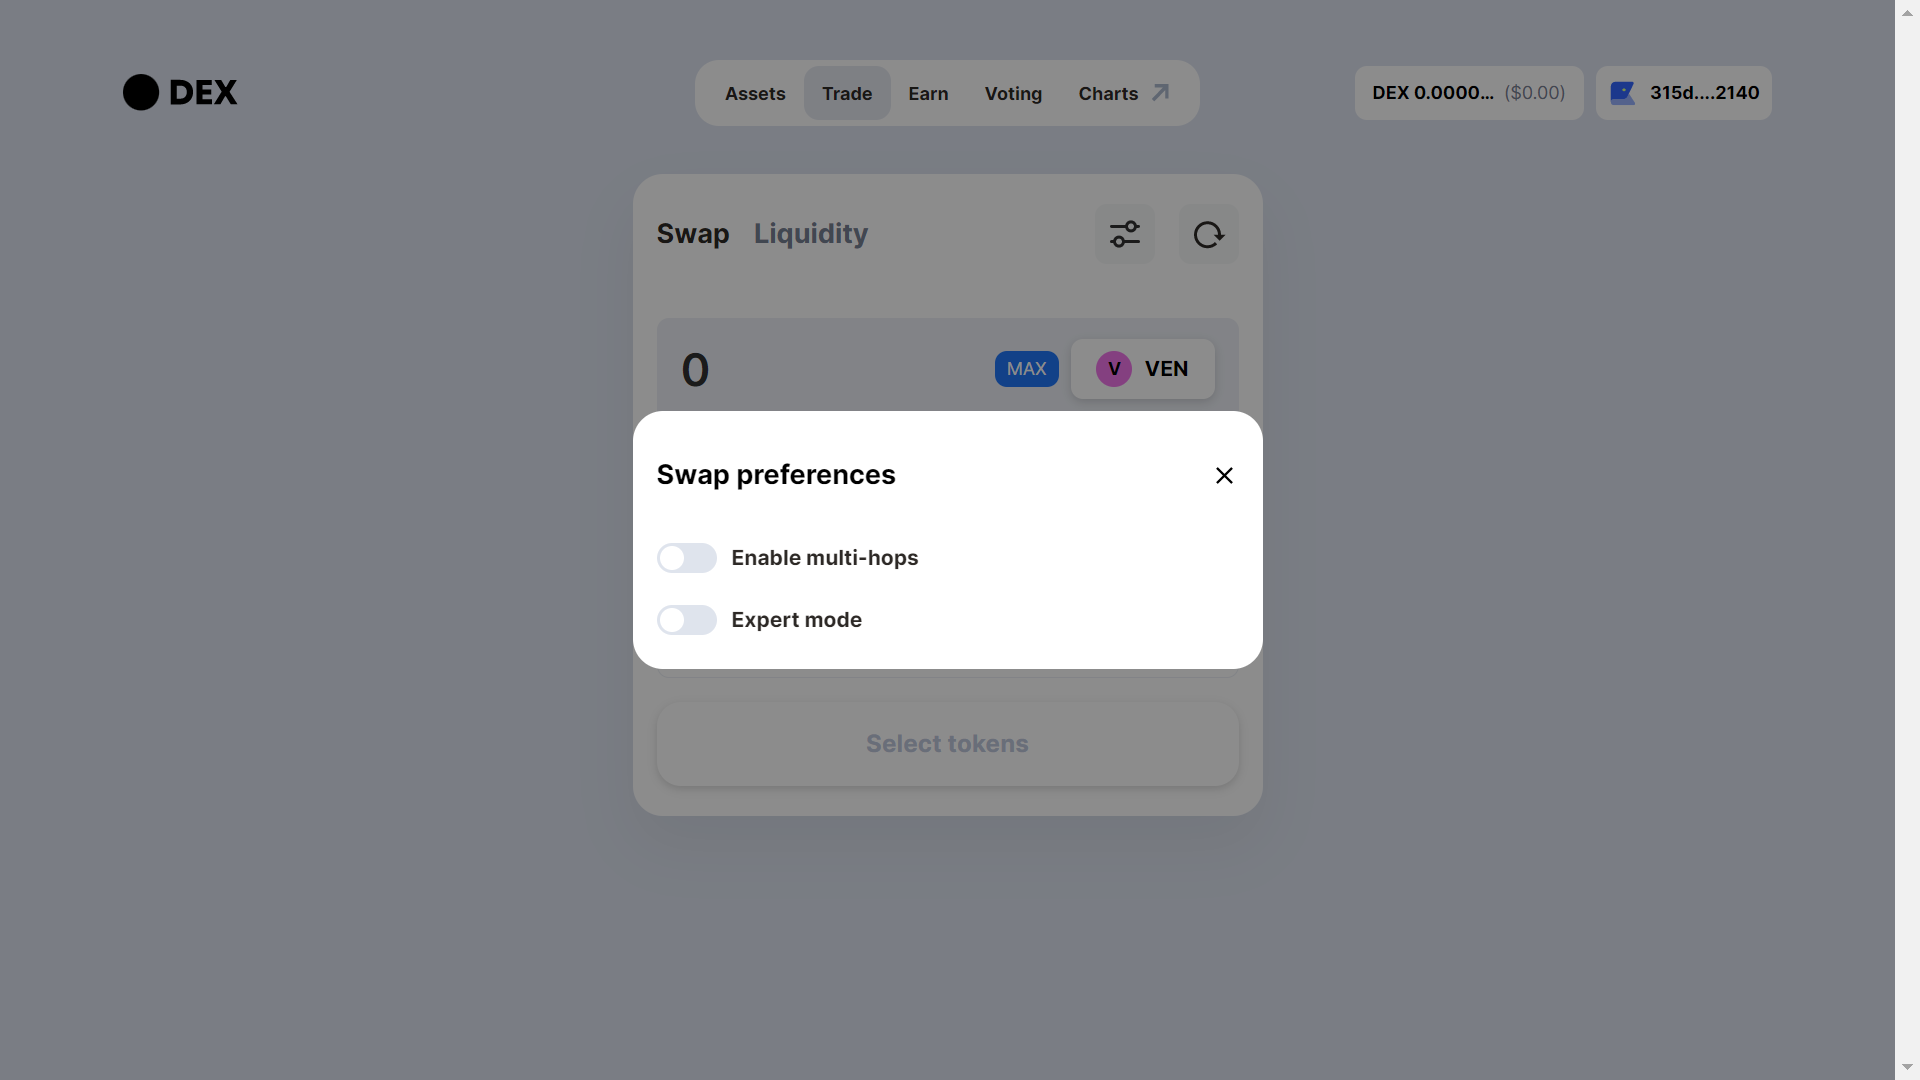 DEX
Assets Trade Earn Voting Charts
DEX 0.0000... ($0.00)
315d....2140
Swap Liquidity
0
MAX
V VEN
Swap preferences
Enable multi-hops
Expert mode
Select tokens